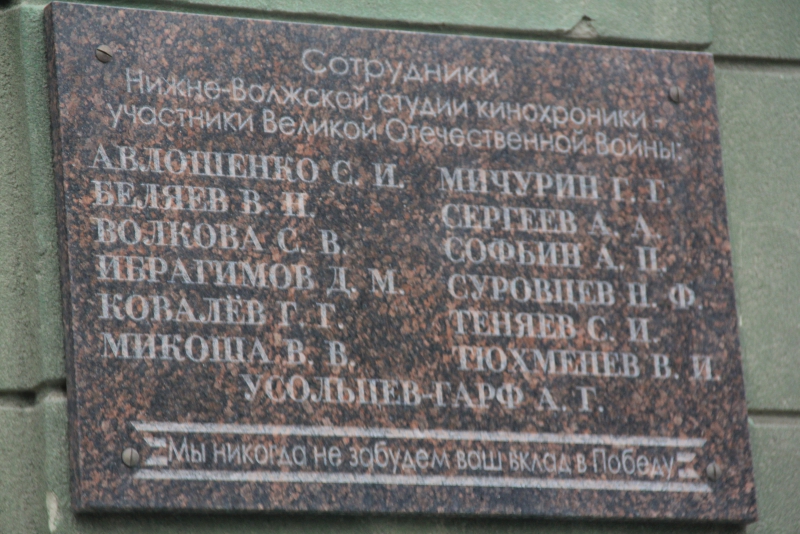 Сотрудники
Нижне-Волжской студии кинохроники -
участники Великой Отечественной Войны:
АВЛОШЕНКО С. И.
БЕЛЯЕВ В. И.
ВОЛКОВА С. В.
ИБРАГИМОВ Д. М.
КОВАЛЁВ Г. Г.
МИКОША В. В.
МИЧУРИН Г. Г.
СЕРГЕЕВ А. А.
СОФЬИН А. П.
СУРОВЦЕВ Н. Ф.
ТЕНЯЕВ С. И.
ТЮХМЕНЕВ В. И.
УСОЛЬЦЕВ-ГАРФ А. Г.
Мы никогда не забудем ваш вклад в Победу